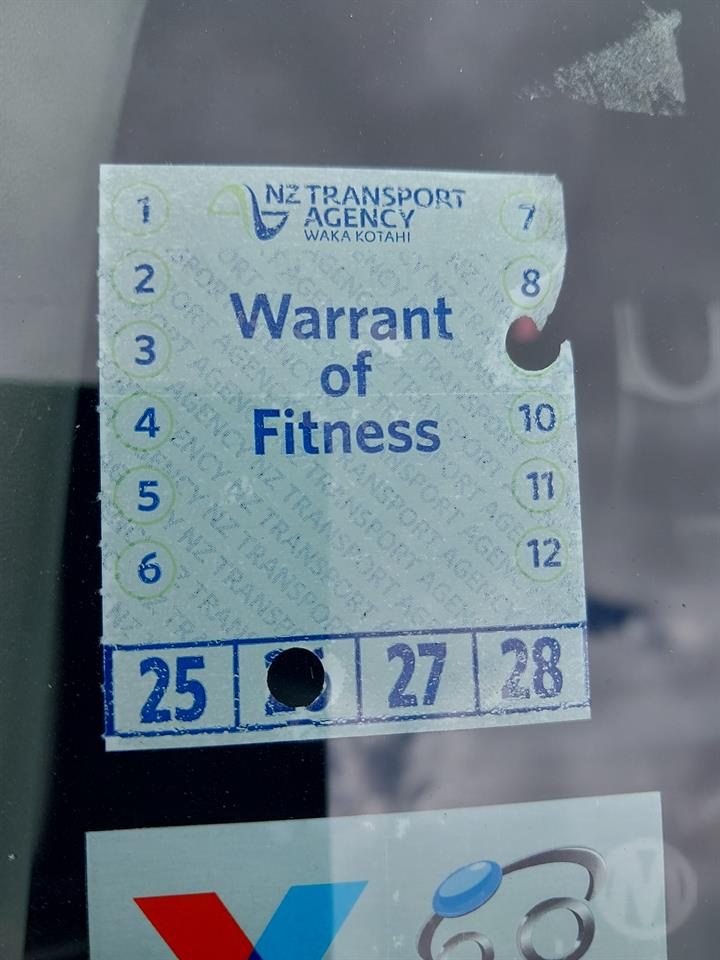 NZ TRANSPORT
AGENCY
WAKA KOTAHI
1
2
3
4
5
6
7
8
10
11
12
Warrant
of
Fitness
25
27
28